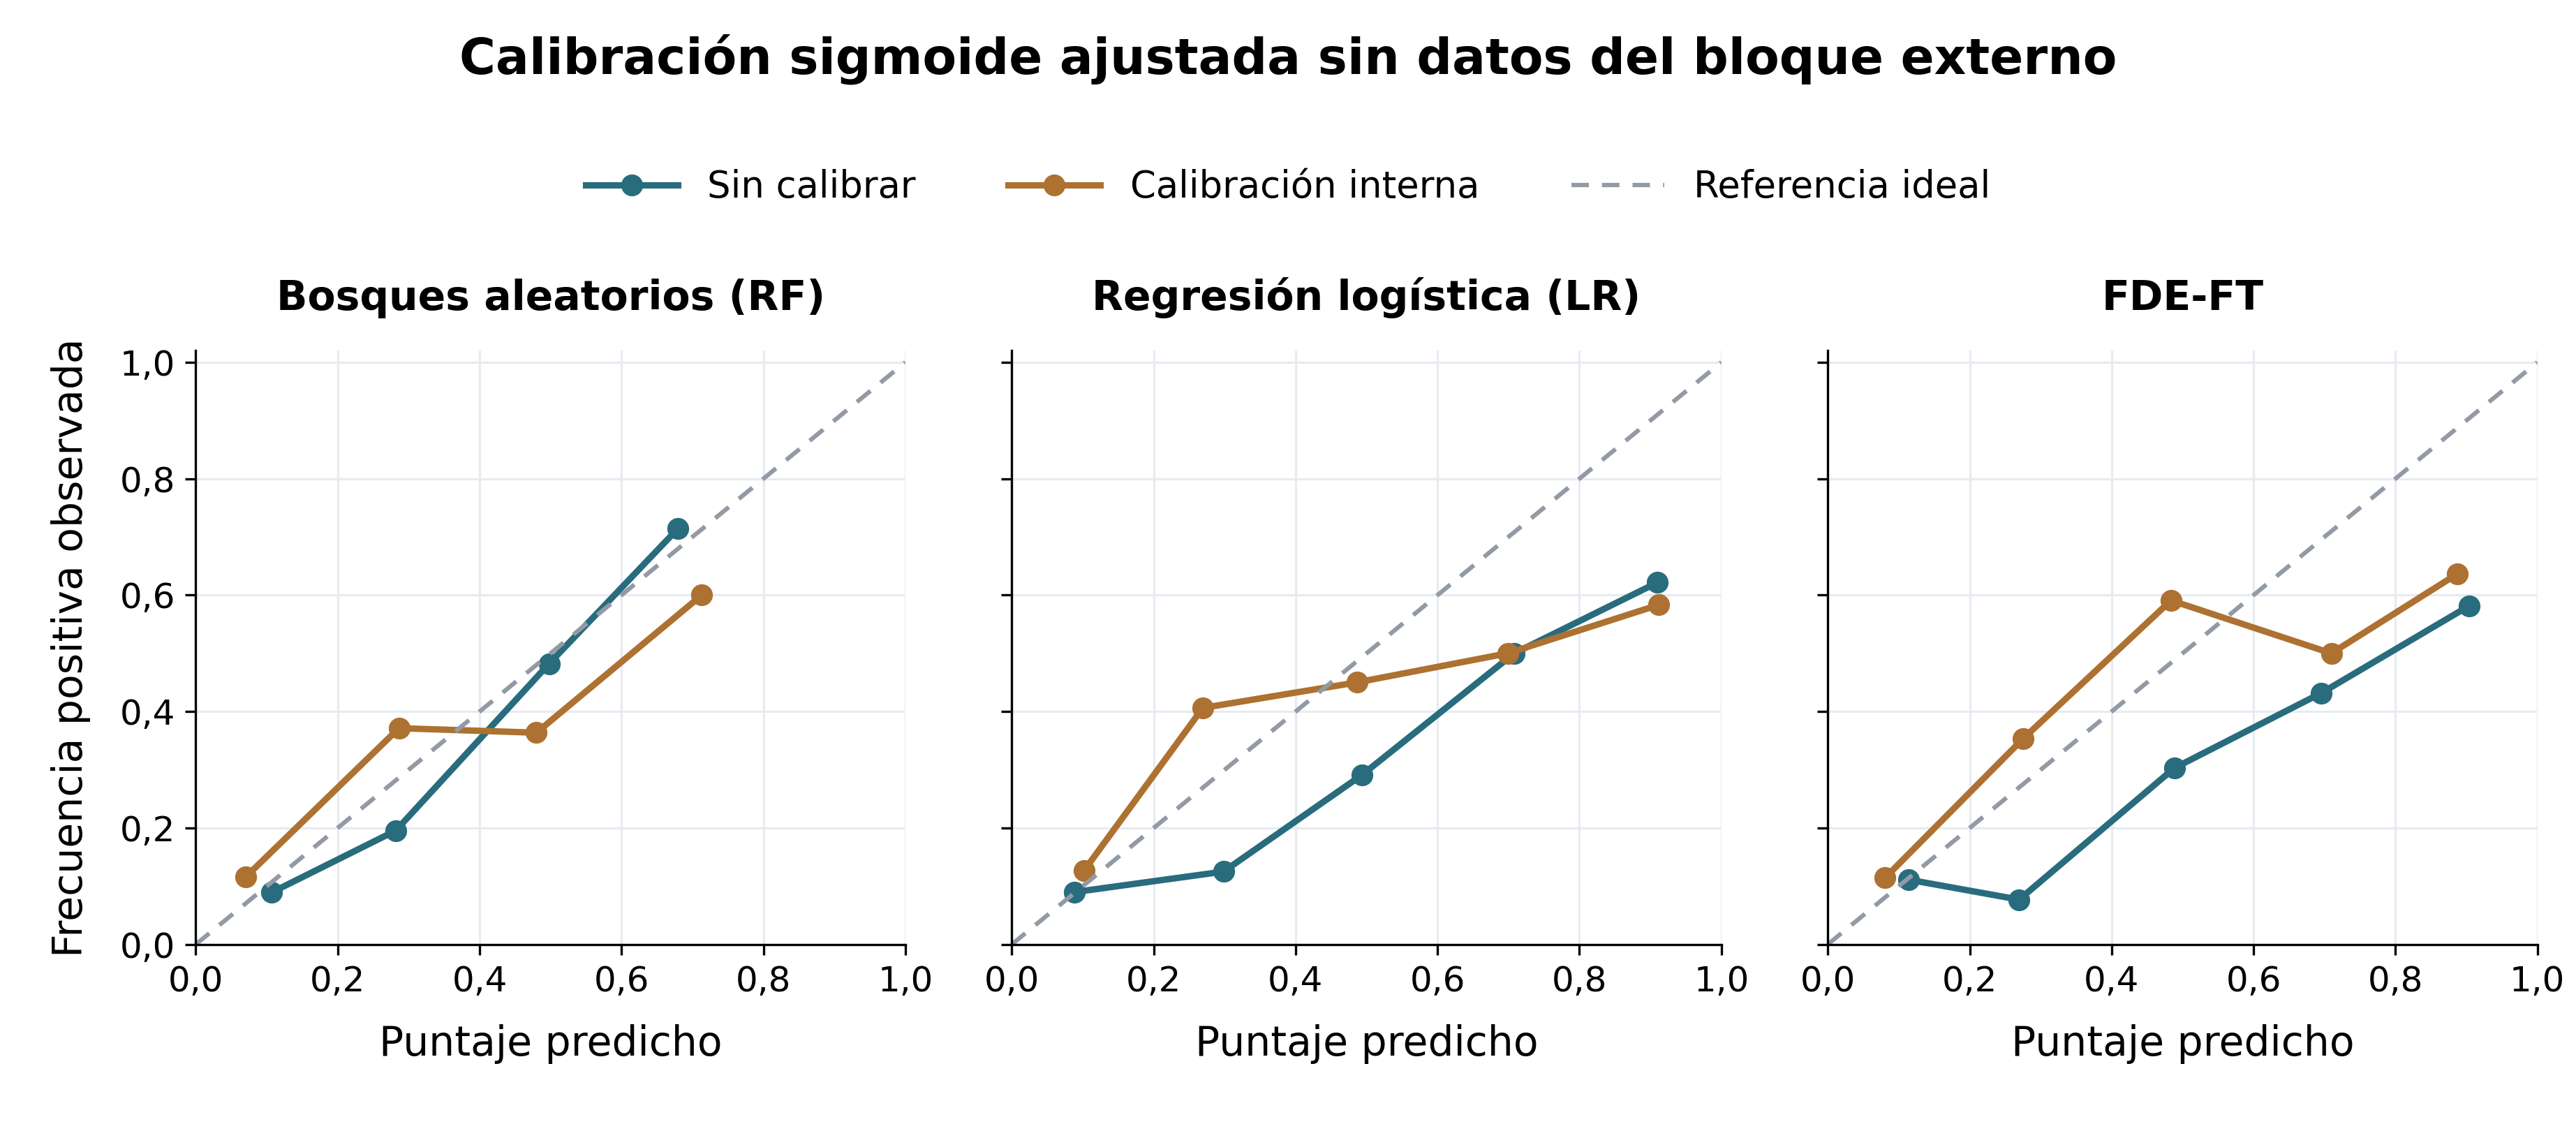 Calibración sigmoide ajustada sin datos del bloque externo
Sin calibrar
Calibración interna
Referencia ideal
Bosques aleatorios (RF)
Regresión logística (LR)
FDE-FT
Frecuencia positiva observada
1,0
0,8
0,6
0,4
0,2
0,0
0,0 0,2 0,4 0,6 0,8 1,0
0,0 0,2 0,4 0,6 0,8 1,0
0,0 0,2 0,4 0,6 0,8 1,0
Puntaje predicho
Puntaje predicho
Puntaje predicho